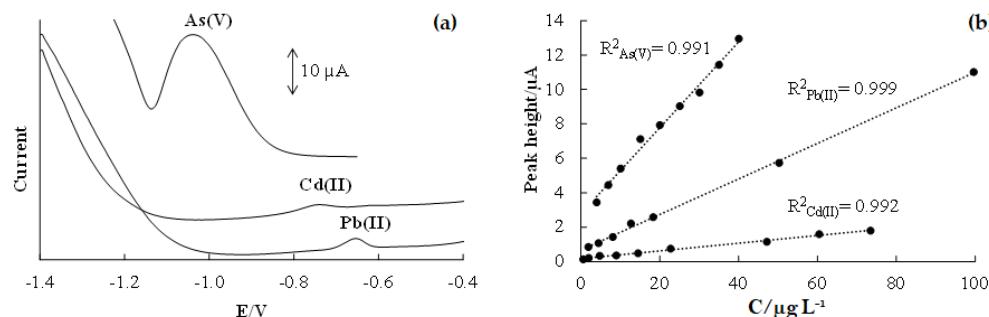 (a)
As(V)
10 µA
Cd(II)
Pb(II)
Current
-1.4 -1.2 -1.0 -0.8 -0.6 -0.4
E/V
(b)
14
12
10
8
6
4
2
0
R²As(V)= 0.991
R²Pb(II) = 0.999
R²Cd(II)= 0.992
Peak height/µA
0 20 40 60 80 100
C/µg L⁻¹